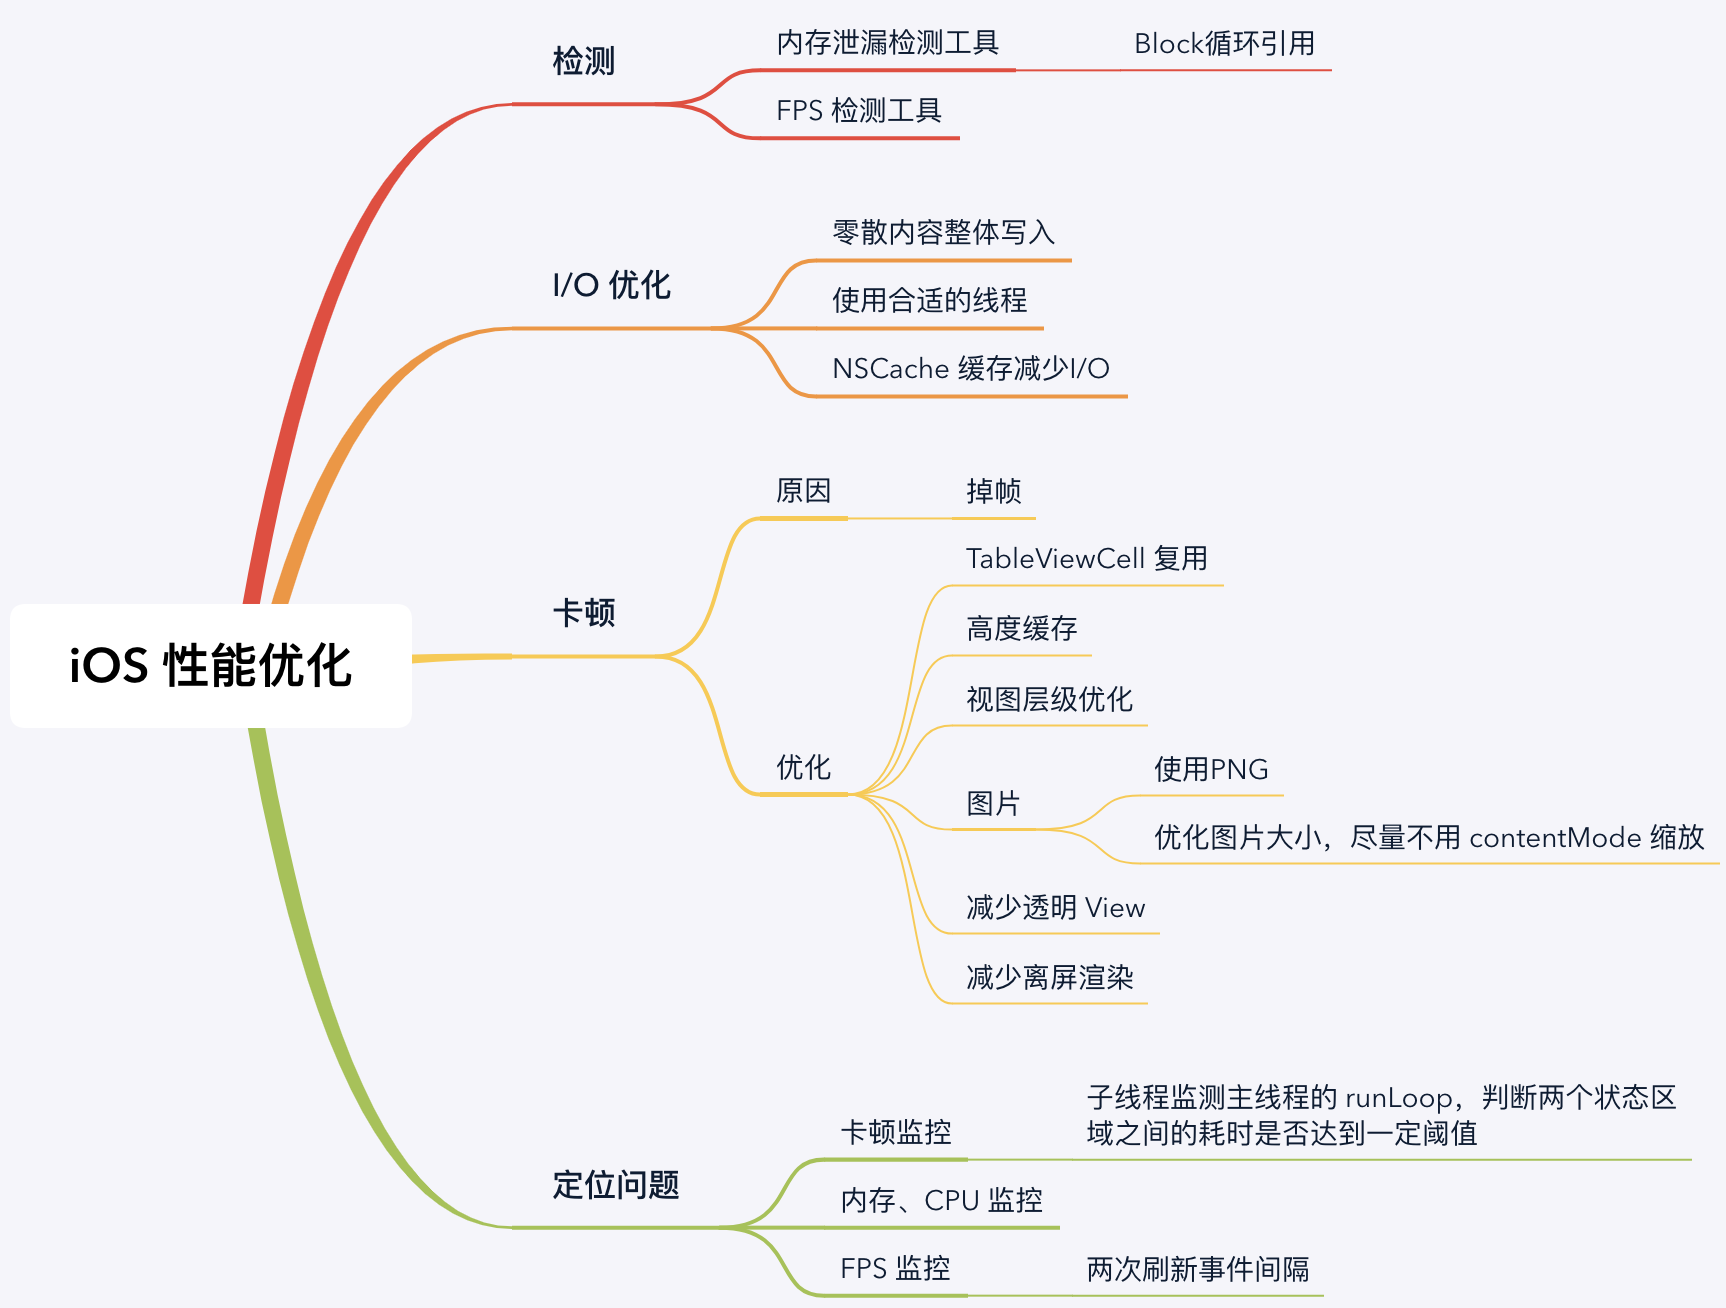 iOS 性能优化
检测
内存泄漏检测工具
Block循环引用
FPS 检测工具
I/O 优化
零散内容整体写入
使用合适的线程
NSCache 缓存减少I/O
卡顿
原因
掉帧
优化
TableViewCell 复用
高度缓存
视图层级优化
图片
使用PNG
优化图片大小，尽量不用 contentMode 缩放
减少透明 View
减少离屏渲染
定位问题
卡顿监控
子线程监测主线程的 runLoop，判断两个状态区
域之间的耗时是否达到一定阈值
内存、CPU 监控
FPS 监控
两次刷新事件间隔